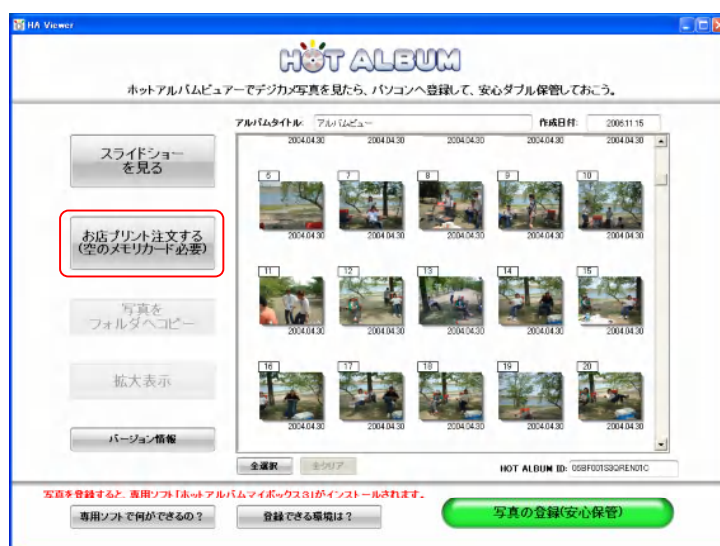 HA Viewer
HOT ALBUM
ホットアルバムビュアーでデジカメ写真を見たら、パソコンへ登録して、安心ダブル保管しておこう。
アルバムタイトル: アルバムビュー 作成日付: 2006.11.15
スライドショー
を見る
お店プリント注文する
(空のメモリカード必要)
写真を
フォルダへコピー
拡大表示
バージョン情報
2004.04.30 2004.04.30 2004.04.30 2004.04.30 2004.04.30
6 7 8 9 10
2004.04.30 2004.04.30 2004.04.30 2004.04.30 2004.04.30
11 12 13 14 15
2004.04.30 2004.04.30 2004.04.30 2004.04.30 2004.04.30
16 17 18 19 20
2004.04.30 2004.04.30 2004.04.30 2004.04.30 2004.04.30
全選択 全クリア HOT ALBUM ID:
写真を登録すると、専用ソフト「ホットアルバムマイボックス3」がインストールされます。
専用ソフトで何ができるの? 登録できる環境は? 写真の登録(安心保管)